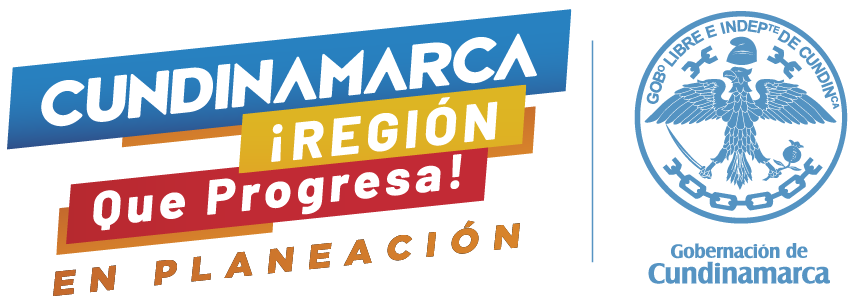 CUNDINAMARCA
¡REGIÓN
Que Progresa!
EN PLANEACIÓN
GOBº LIBRE E INDEPTE DE CUNDINCA
Gobernación de
Cundinamarca